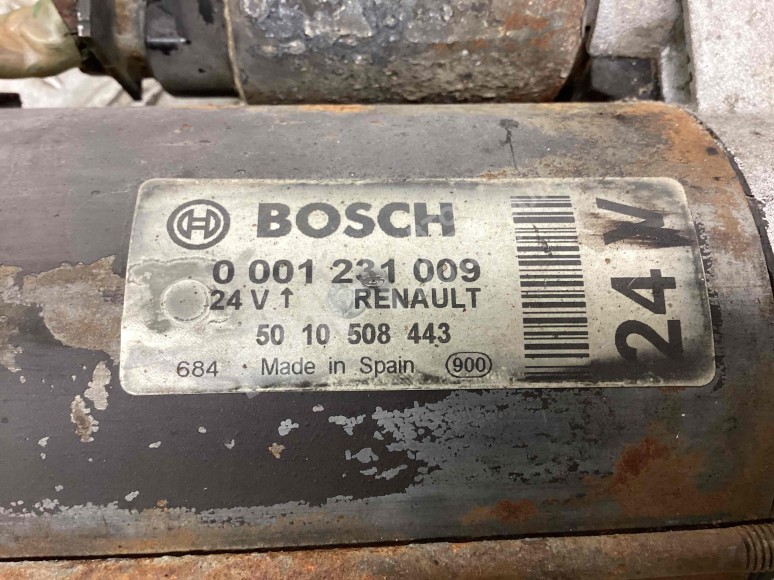 BOSCH
0 001 231 009
24 V ↑ RENAULT
50 10 508 443
684 Made in Spain 900
24 V